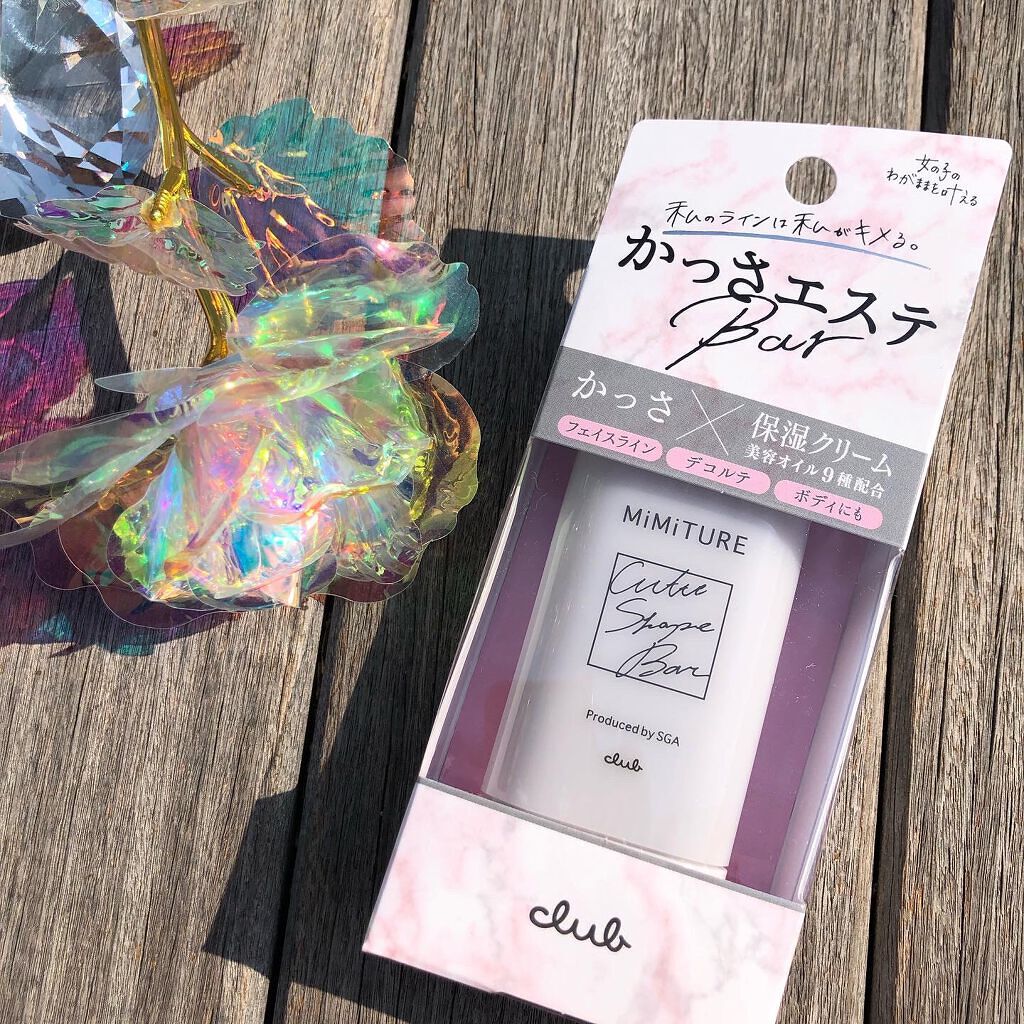 女の子の
わがままを叶える
私のラインは私がキメる。
かっさエステ
Bar
かっさ×保湿クリーム
美容オイル9種配合
フェイスライン デコルテ ボディにも
MiMiTURE
Cutie
Shape
Bar
Produced by SGA
club
club